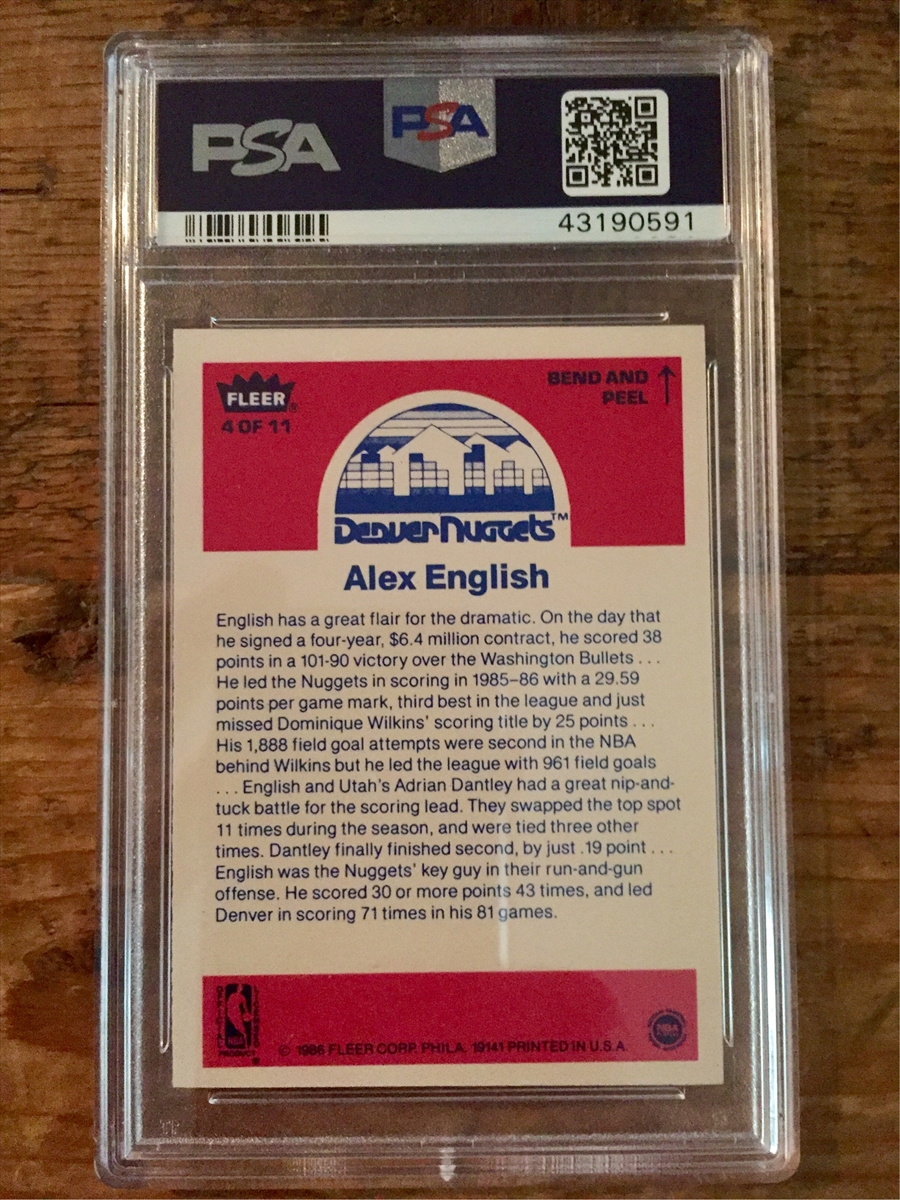 PSA
PSA
43190591
FLEER®
4 OF 11
BEND AND
PEEL
Denver Nuggets™
Alex English
English has a great flair for the dramatic. On the day that
he signed a four-year, $6.4 million contract, he scored 38
points in a 101-90 victory over the Washington Bullets . . .
He led the Nuggets in scoring in 1985–86 with a 29.59
points per game mark, third best in the league and just
missed Dominique Wilkins' scoring title by 25 points . . .
His 1,888 field goal attempts were second in the NBA
behind Wilkins but he led the league with 961 field goals
. . . English and Utah's Adrian Dantley had a great nip-and-
tuck battle for the scoring lead. They swapped the top spot
11 times during the season, and were tied three other
times. Dantley finally finished second, by just .19 point . . .
English was the Nuggets' key guy in their run-and-gun
offense. He scored 30 or more points 43 times, and led
Denver in scoring 71 times in his 81 games.
NBA
PRODUCT
© 1986 FLEER CORP. PHILA. 19141 PRINTED IN U.S.A.
NBA